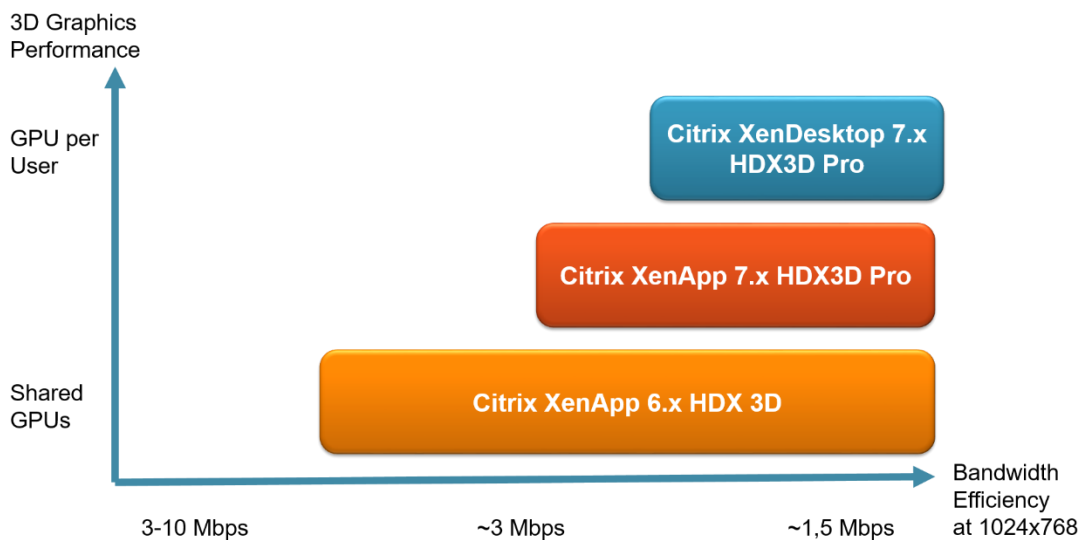 3D Graphics
Performance
GPU per
User
Citrix XenDesktop 7.x
HDX3D Pro
Citrix XenApp 7.x HDX3D Pro
Shared
GPUs
Citrix XenApp 6.x HDX 3D
Bandwidth
Efficiency
at 1024x768
3-10 Mbps
~3 Mbps
~1,5 Mbps